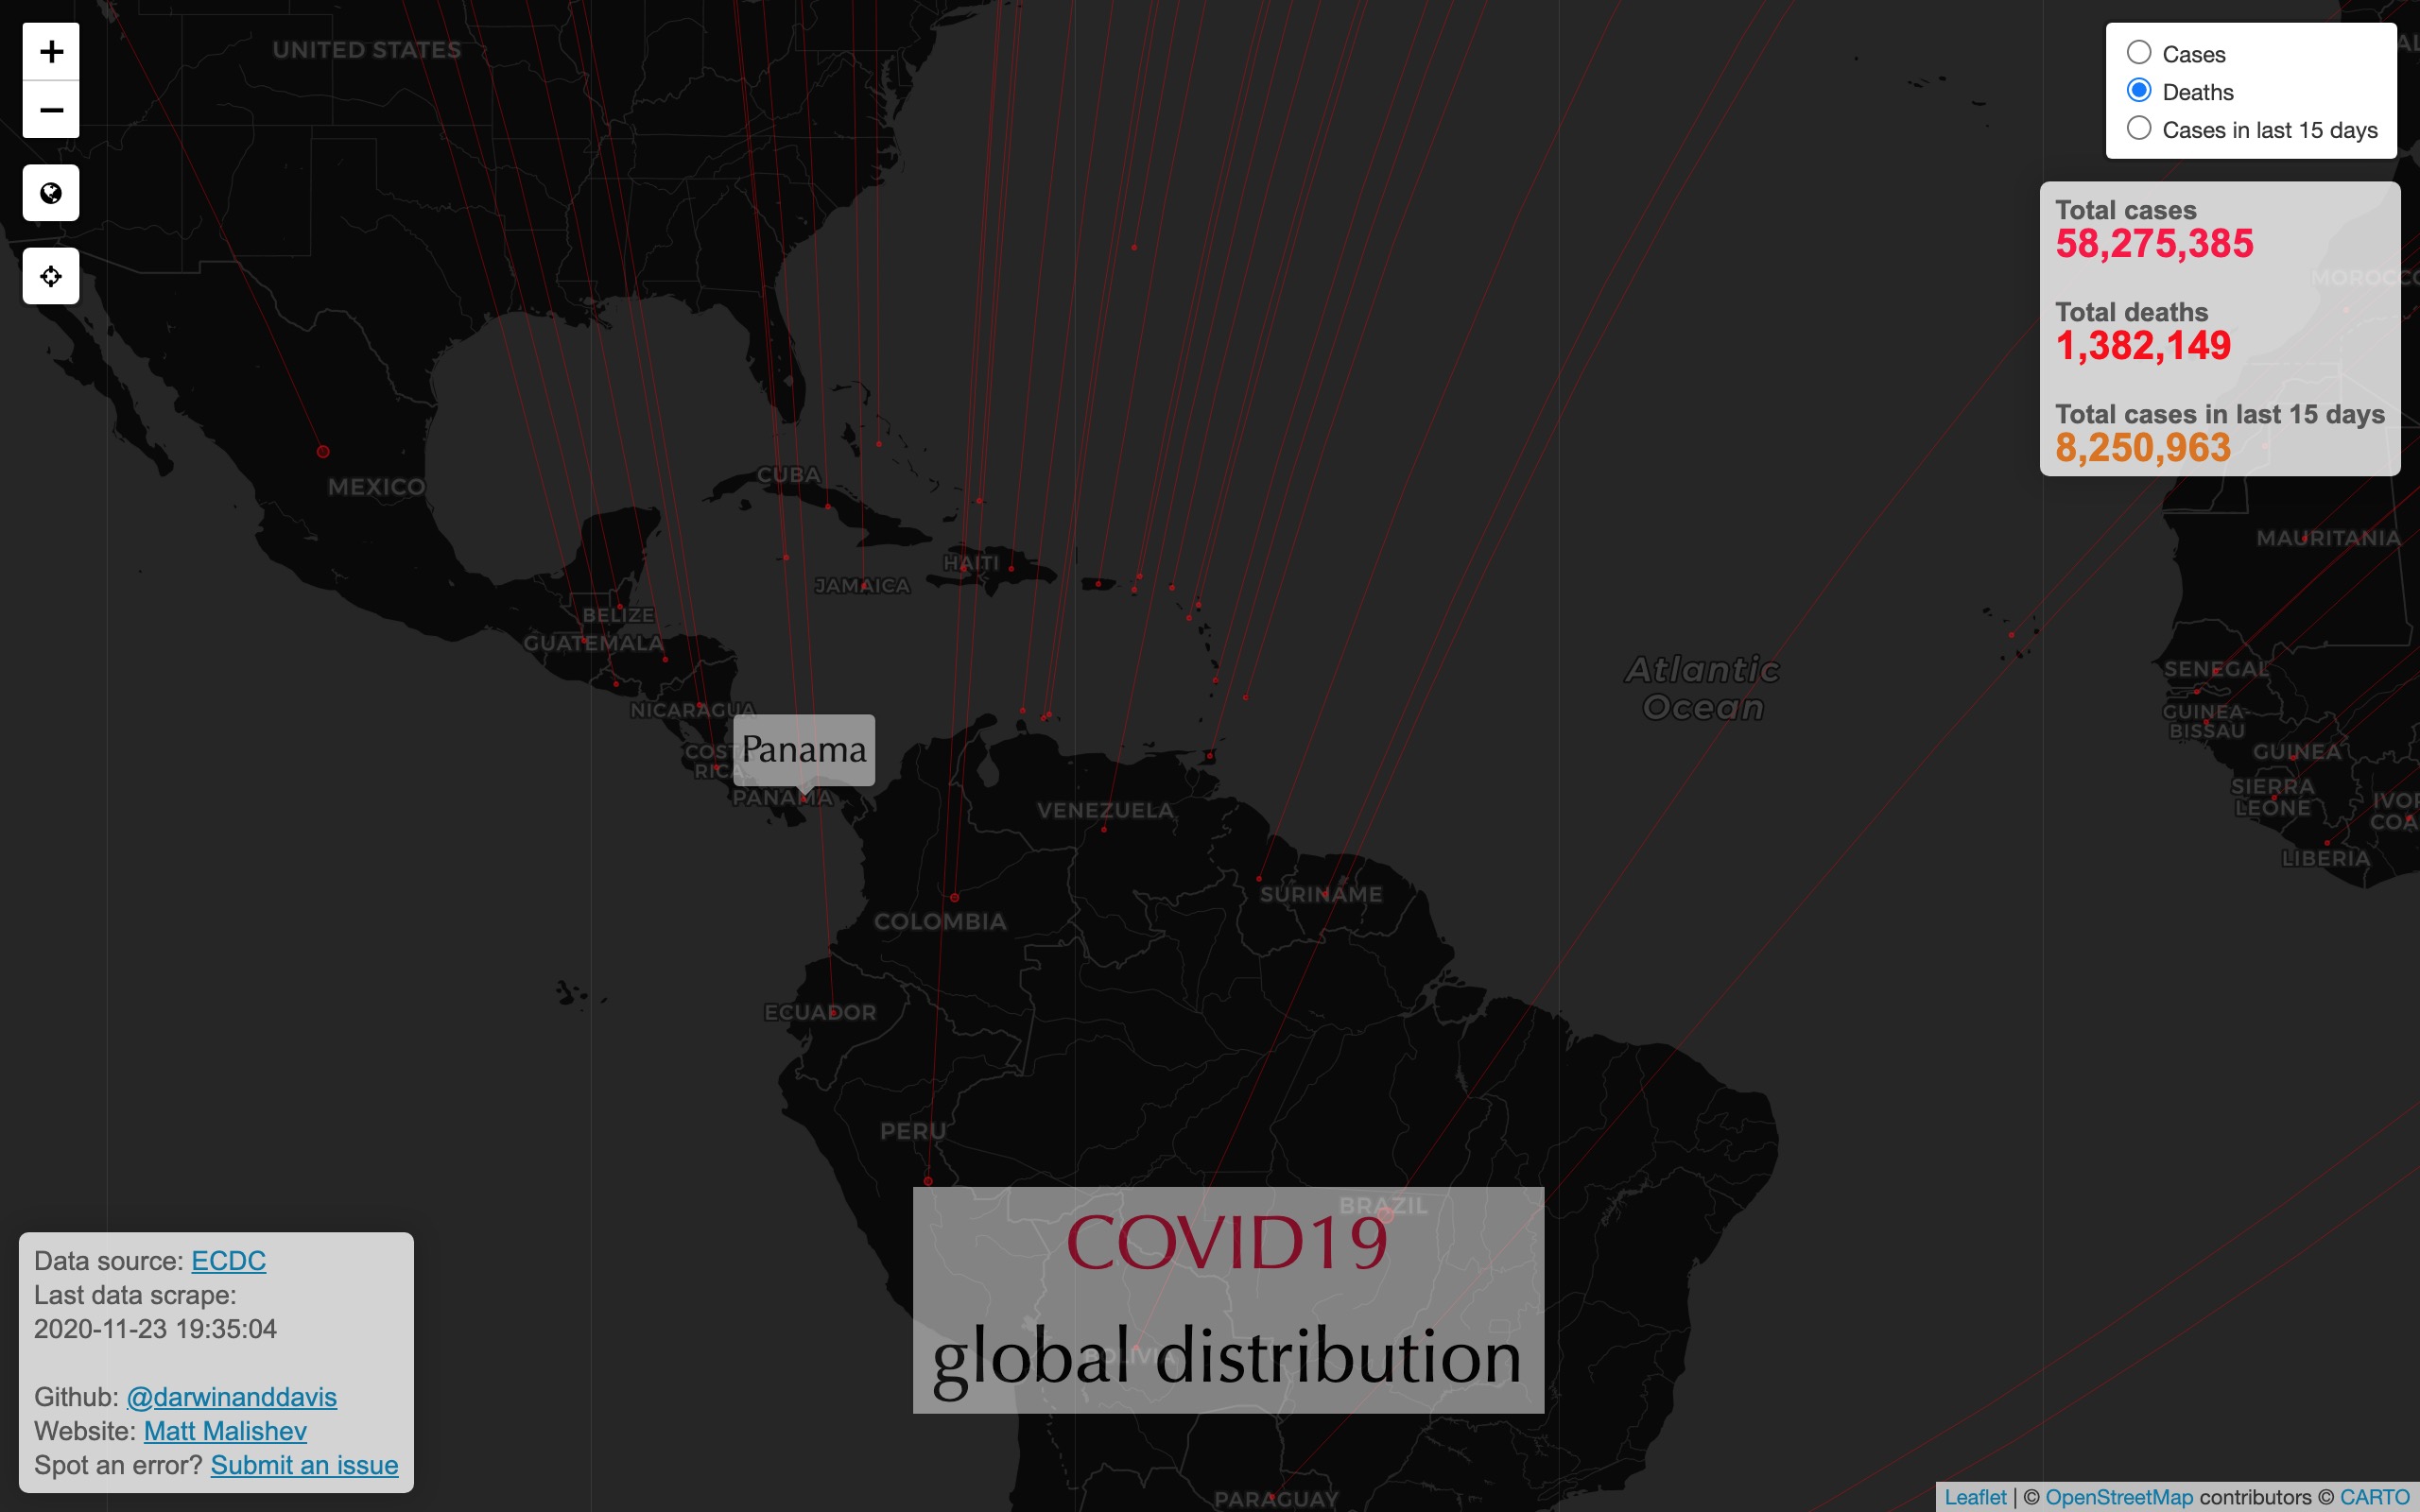 +
−
UNITED STATES
Cases
Deaths
Cases in last 15 days
Total cases
58,275,385
Total deaths
1,382,149
Total cases in last 15 days
8,250,963
MOROCCO
MEXICO
CUBA
HAITI
JAMAICA
BELIZE
GUATEMALA
NICARAGUA
COSTA
RICA
Panama
PANAMA
VENEZUELA
SURINAME
COLOMBIA
ECUADOR
PERU
BRAZIL
BOLIVIA
PARAGUAY
Atlantic
Ocean
MAURITANIA
SENEGAL
GUINEA-
BISSAU
GUINEA
SIERRA
LEONE
IVOR
COA
LIBERIA
COVID19
global distribution
Data source: ECDC
Last data scrape:
2020-11-23 19:35:04
Github: @darwinanddavis
Website: Matt Malishev
Spot an error? Submit an issue
Leaflet | © OpenStreetMap contributors © CARTO